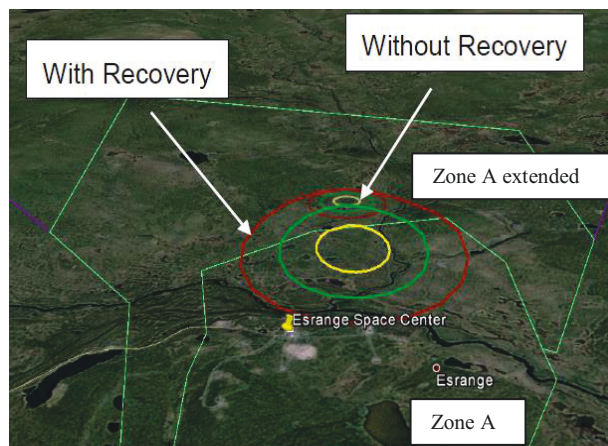 Without Recovery
With Recovery
Zone A extended
Esrange Space Center
Esrange
Zone A